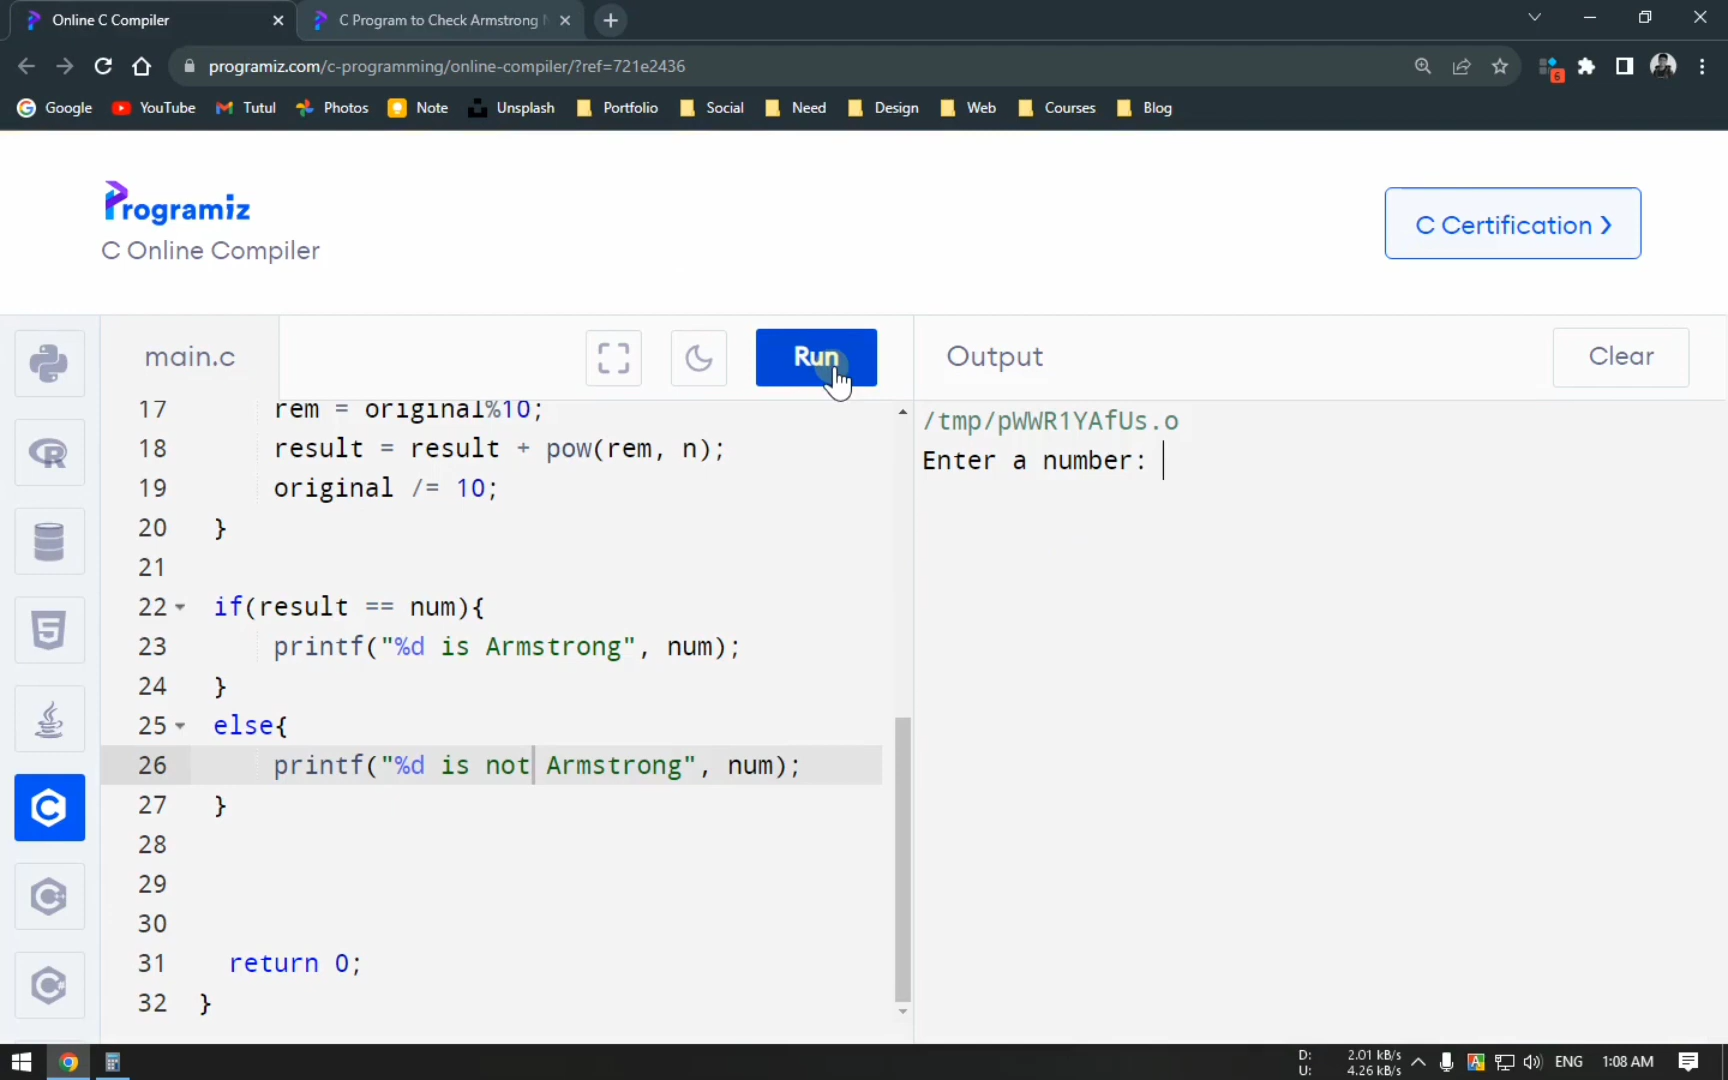 Online C Compiler
C Program to Check Armstrong
programiz.com/c-programming/online-compiler/?ref=721e2436
6
Google YouTube Tutul Photos Note Unsplash Portfolio Social Need Design Web Courses Blog
Programiz
C Online Compiler
C Certification >
main.c
Run
Output
Clear
17 rem = original%10;
18 result = result + pow(rem, n);
19 original /= 10;
20 }
21
22 if(result == num){
23 printf("%d is Armstrong", num);
24 }
25 else{
26 printf("%d is not Armstrong", num);
27 }
28
29
30
31 return 0;
32 }
/tmp/pWWR1YAfUs.o
Enter a number:
D: 2.01 kB/s
U: 4.26 kB/s
ENG 1:08 AM